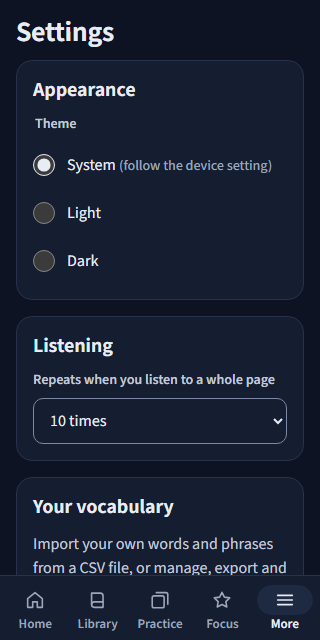 Settings
Appearance
Theme
System (follow the device setting)
Light
Dark
Listening
Repeats when you listen to a whole page
10 times
Your vocabulary
Import your own words and phrases
from a CSV file, or manage, export and
Home Library Practice Focus More